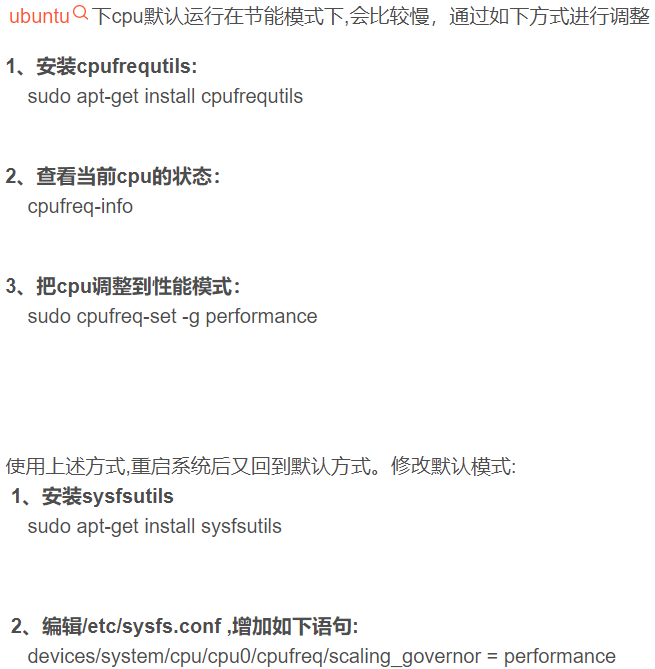 ubuntu下cpu默认运行在节能模式下,会比较慢，通过如下方式进行调整
1、安装cpufrequtils:
sudo apt-get install cpufrequtils
2、查看当前cpu的状态：
cpufreq-info
3、把cpu调整到性能模式：
sudo cpufreq-set -g performance
使用上述方式,重启系统后又回到默认方式。修改默认模式:
1、安装sysfsutils
sudo apt-get install sysfsutils
2、编辑/etc/sysfs.conf ,增加如下语句:
devices/system/cpu/cpu0/cpufreq/scaling_governor = performance